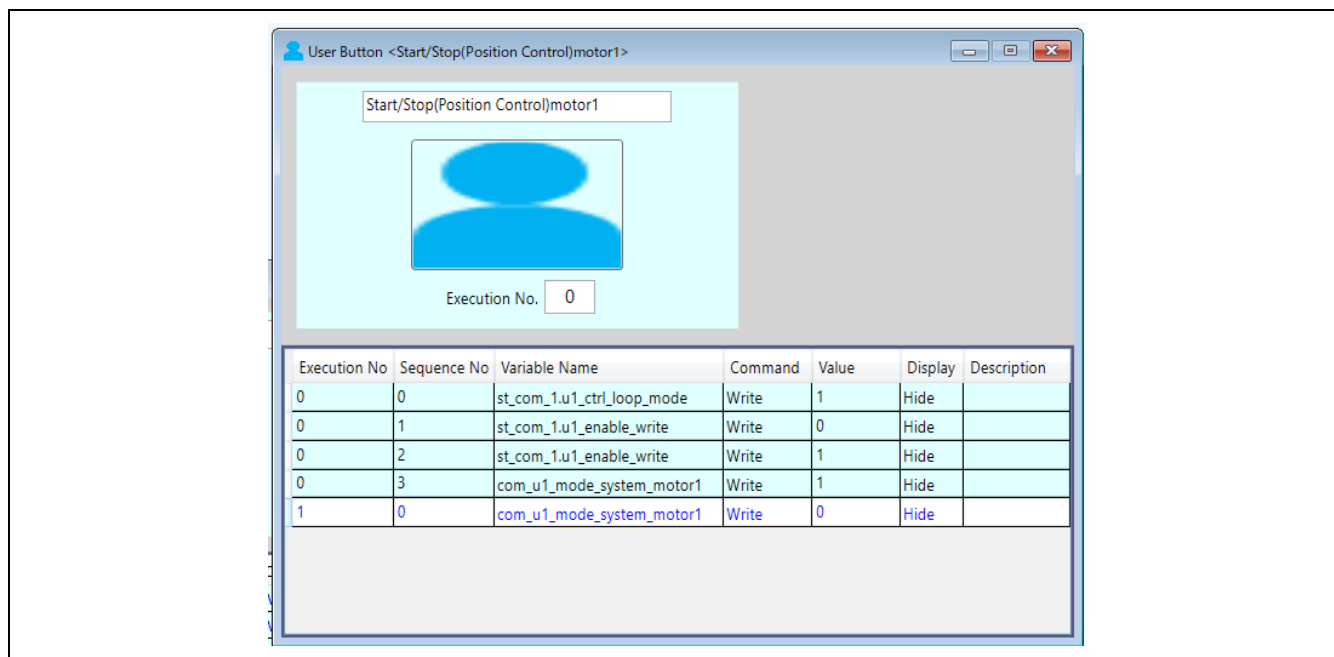 User Button <Start/Stop(Position Control)motor1>
Start/Stop(Position Control)motor1
Execution No. 0
Execution No Sequence No Variable Name Command Value Display Description
0 0 st_com_1.u1_ctrl_loop_mode Write 1 Hide
0 1 st_com_1.u1_enable_write Write 0 Hide
0 2 st_com_1.u1_enable_write Write 1 Hide
0 3 com_u1_mode_system_motor1 Write 1 Hide
1 0 com_u1_mode_system_motor1 Write 0 Hide